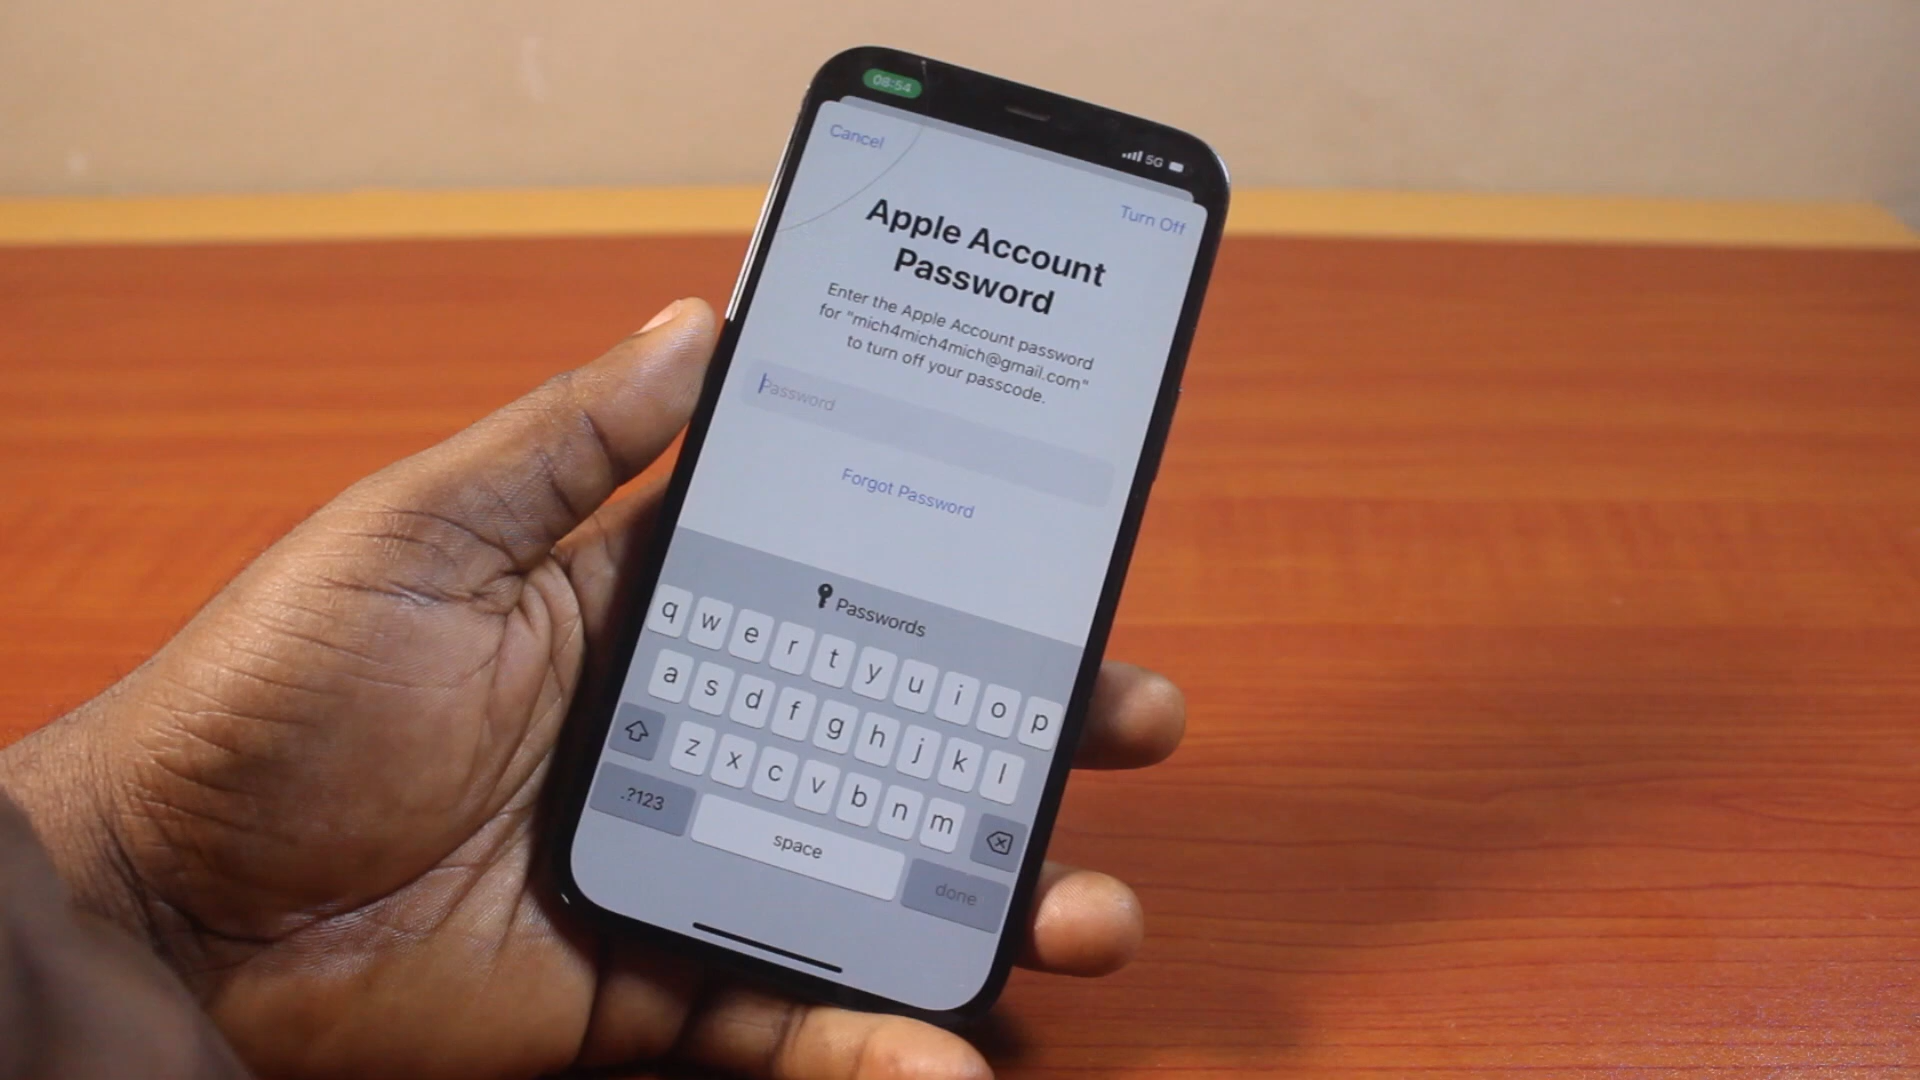 08:54
5G
Cancel
Turn Off
Apple Account
Password
Enter the Apple Account password
for "mich4mich4mich@gmail.com"
to turn off your passcode.
Password
Forgot Password
Passwords
q w e r t y u i o p
a s d f g h j k l
z x c v b n m
.?123
space
done